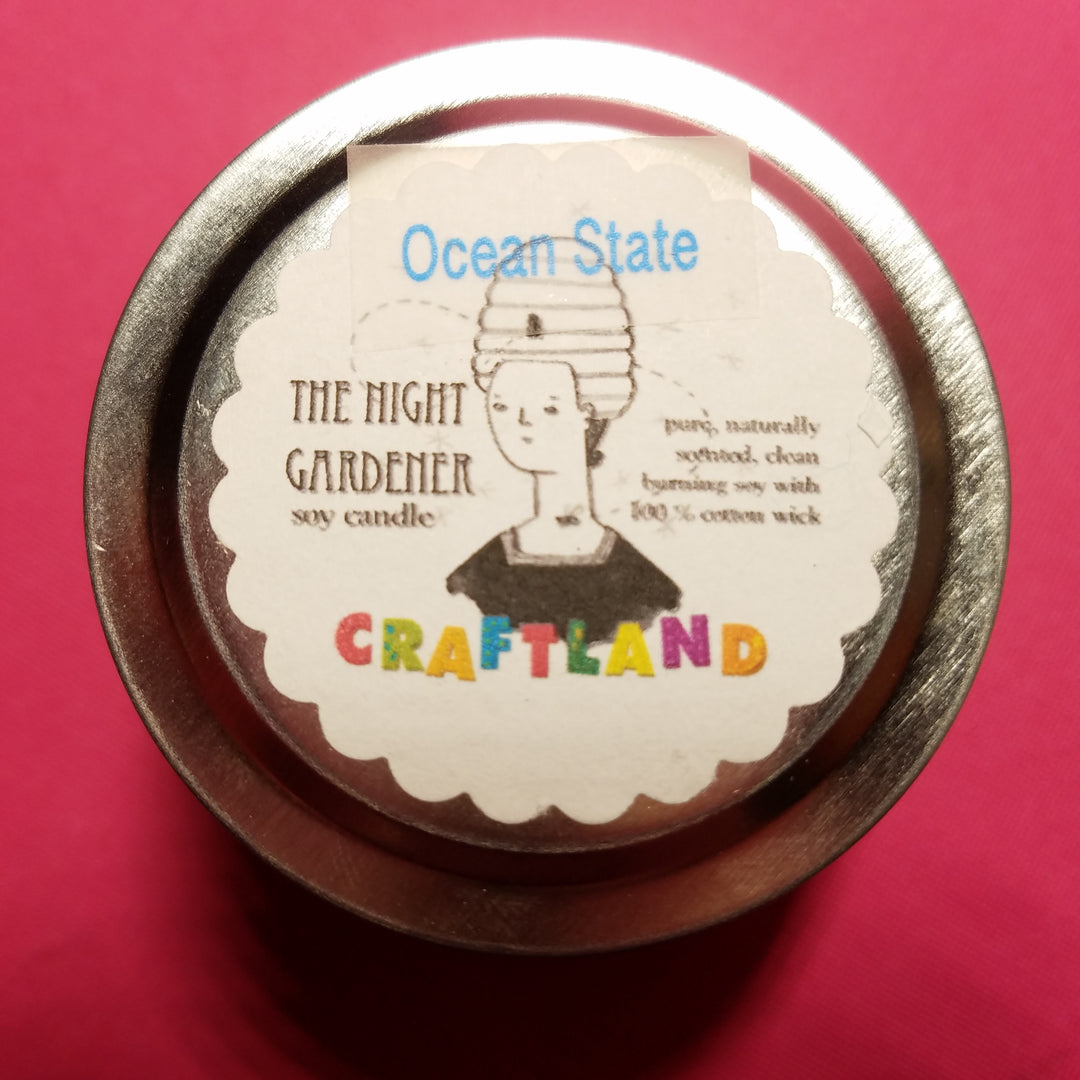 Ocean State
THE NIGHT
GARDENER
soy candle
pure, naturally
scented, clean
burning soy with
100 % cotton wick
CRAFTLAND